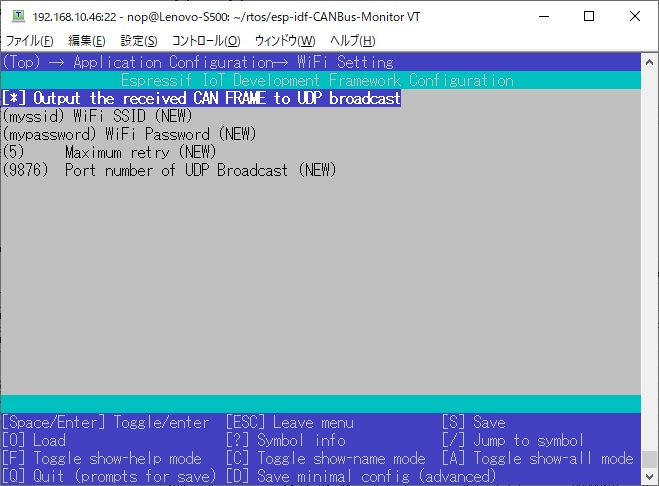 192.168.10.46:22 - nop@Lenovo-S500: ~/rtos/esp-idf-CANBus-Monitor VT
ファイル(F) 編集(E) 設定(S) コントロール(O) ウィンドウ(W) ヘルプ(H)
(Top) → Application Configuration→ WiFi Setting
Espressif IoT Development Framework Configuration
[*] Output the received CAN FRAME to UDP broadcast
(myssid) WiFi SSID (NEW)
(mypassword) WiFi Password (NEW)
(5) Maximum retry (NEW)
(9876) Port number of UDP Broadcast (NEW)
[Space/Enter] Toggle/enter [ESC] Leave menu [S] Save
[O] Load [?] Symbol info [/] Jump to symbol
[F] Toggle show-help mode [C] Toggle show-name mode [A] Toggle show-all mode
[Q] Quit (prompts for save) [D] Save minimal config (advanced)